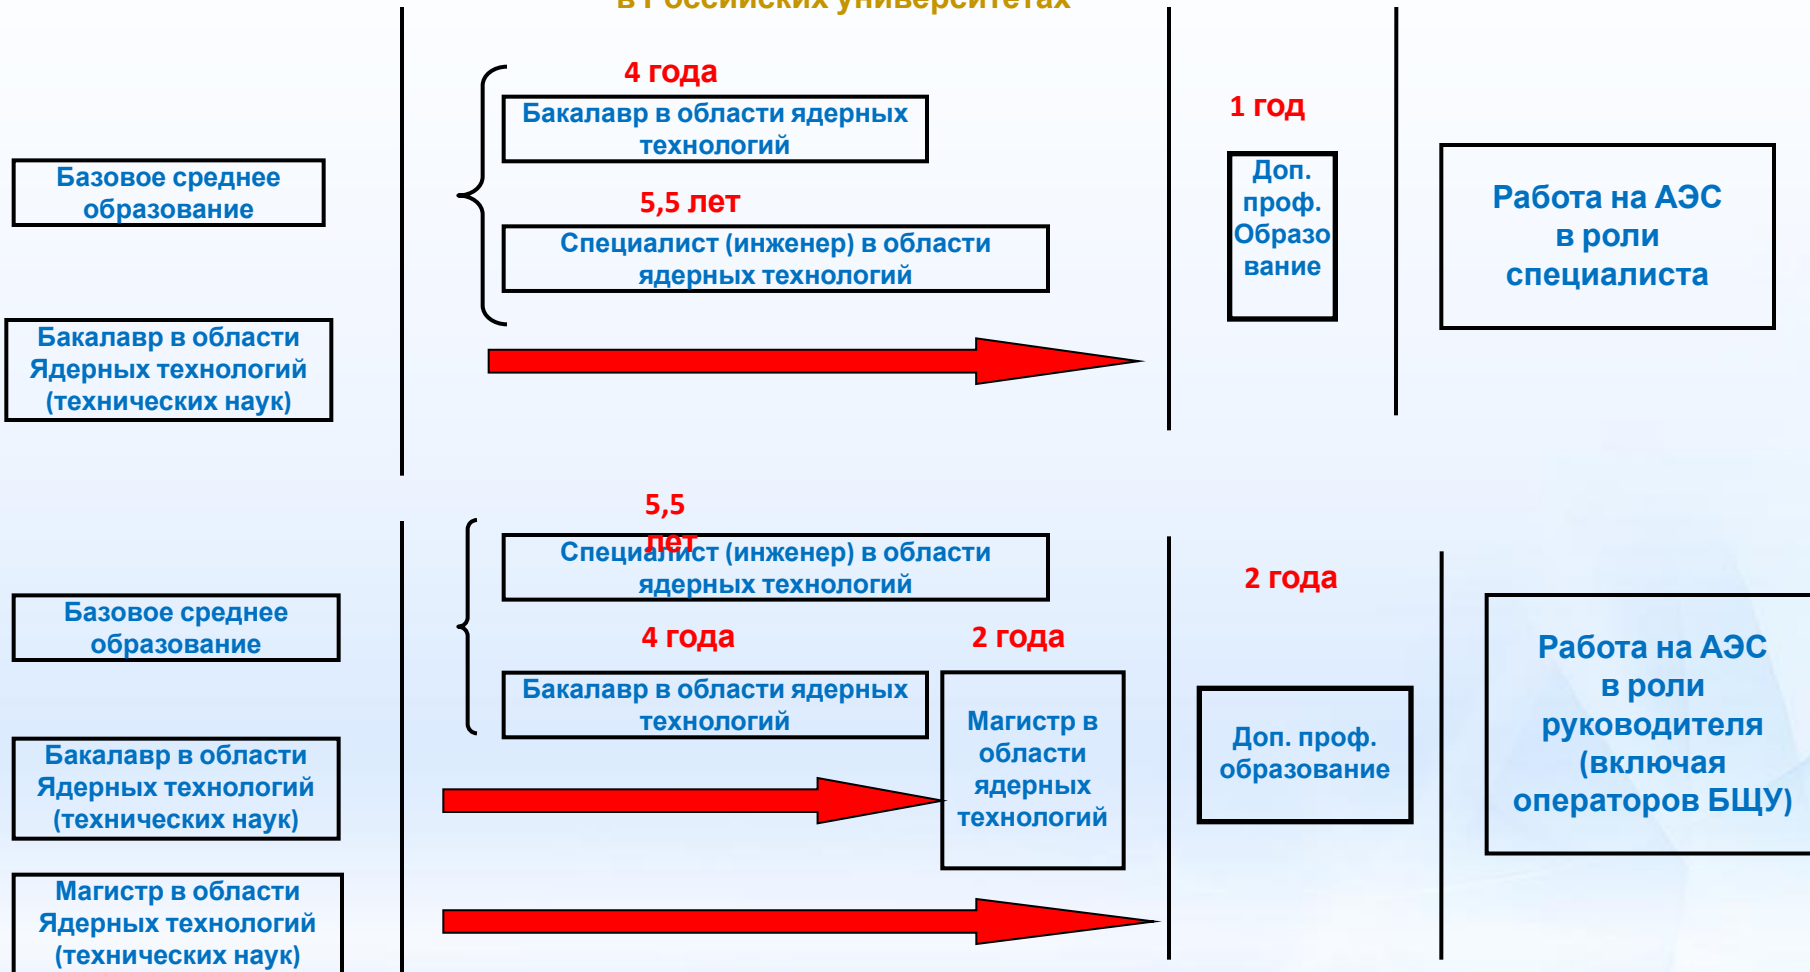 в Российских университетах
4 года
Бакалавр в области ядерных
технологий
1 год
Базовое среднее
образование
5,5 лет
Специалист (инженер) в области
ядерных технологий
Доп.
проф.
Образо
вание
Работа на АЭС
в роли
специалиста
Бакалавр в области
Ядерных технологий
(технических наук)
5,5
лет
Специалист (инженер) в области
ядерных технологий
2 года
Базовое среднее
образование
4 года
2 года
Бакалавр в области ядерных
технологий
Магистр в
области
ядерных
технологий
Доп. проф.
образование
Работа на АЭС
в роли
руководителя
(включая
операторов БЩУ)
Бакалавр в области
Ядерных технологий
(технических наук)
Магистр в области
Ядерных технологий
(технических наук)